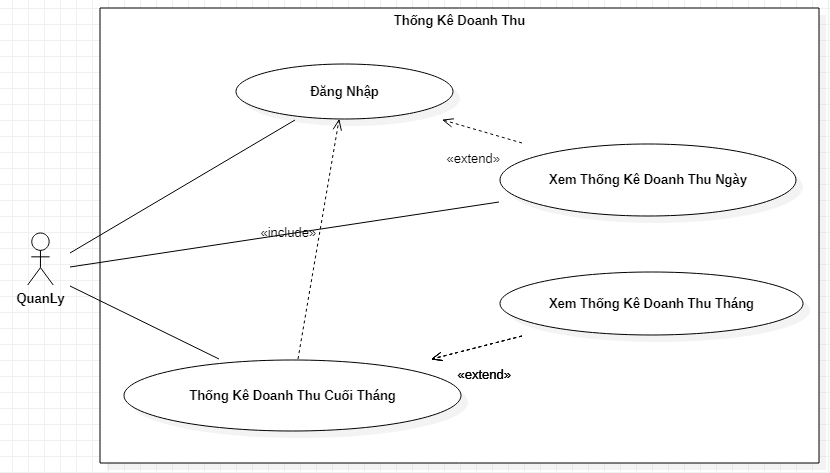 Thống Kê Doanh Thu
Đăng Nhập
«extend»
Xem Thống Kê Doanh Thu Ngày
«include»
QuanLy
Xem Thống Kê Doanh Thu Tháng
«extend»
Thống Kê Doanh Thu Cuối Tháng